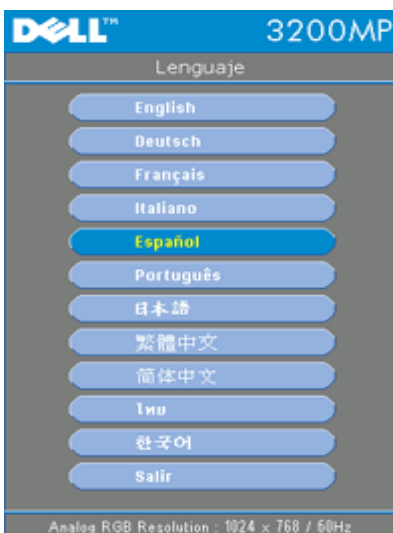 DELL™ 3200MP
Lenguaje
English
Deutsch
Français
Italiano
Español
Português
日本語
繁體中文
简体中文
ไทย
한국어
Salir
Analog RGB Resolution : 1024 x 768 / 60Hz